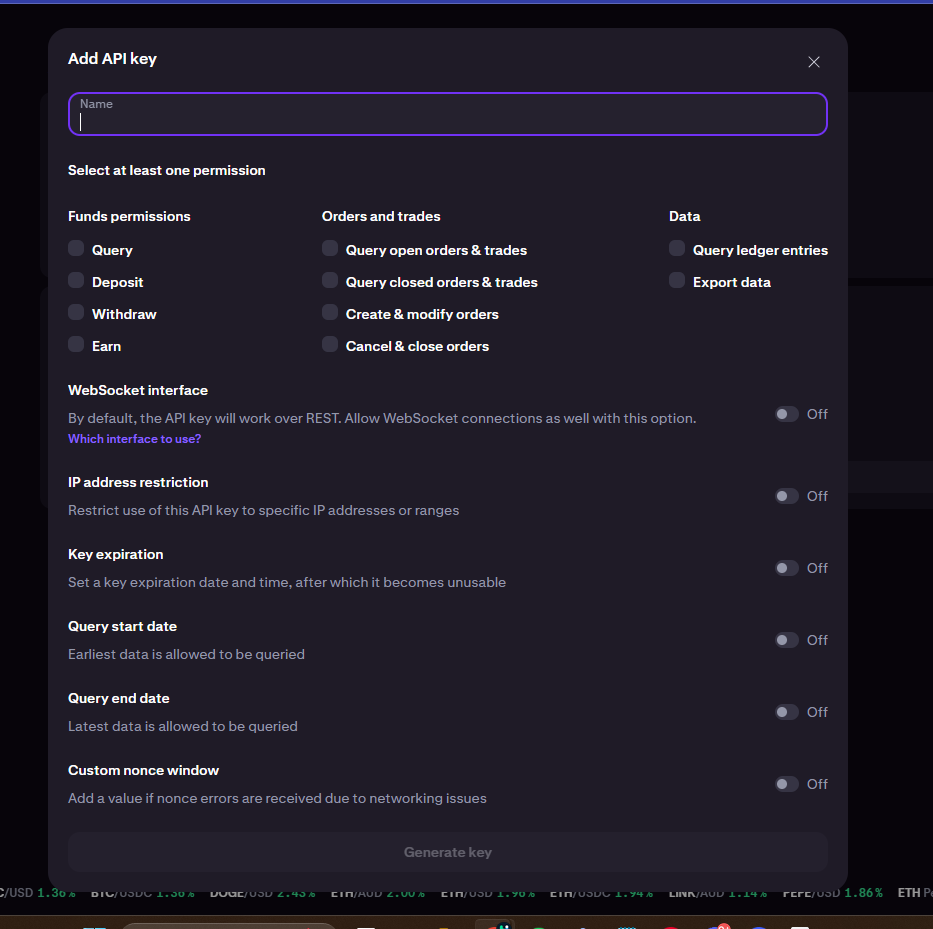 Add API key
Name
Select at least one permission
Funds permissions
Query
Deposit
Withdraw
Earn
Orders and trades
Query open orders & trades
Query closed orders & trades
Create & modify orders
Cancel & close orders
Data
Query ledger entries
Export data
WebSocket interface
By default, the API key will work over REST. Allow WebSocket connections as well with this option.
Which interface to use?
Off
IP address restriction
Restrict use of this API key to specific IP addresses or ranges
Off
Key expiration
Set a key expiration date and time, after which it becomes unusable
Off
Query start date
Earliest data is allowed to be queried
Off
Query end date
Latest data is allowed to be queried
Off
Custom nonce window
Add a value if nonce errors are received due to networking issues
Off
Generate key
/USD 1.36% BTC/USDC 1.36% DOGE/USD 2.43% ETH/AUD 2.00% ETH/USD 1.96% ETH/USDC 1.94% LINK/AUD 1.14% PEPE/USD 1.86% ETH